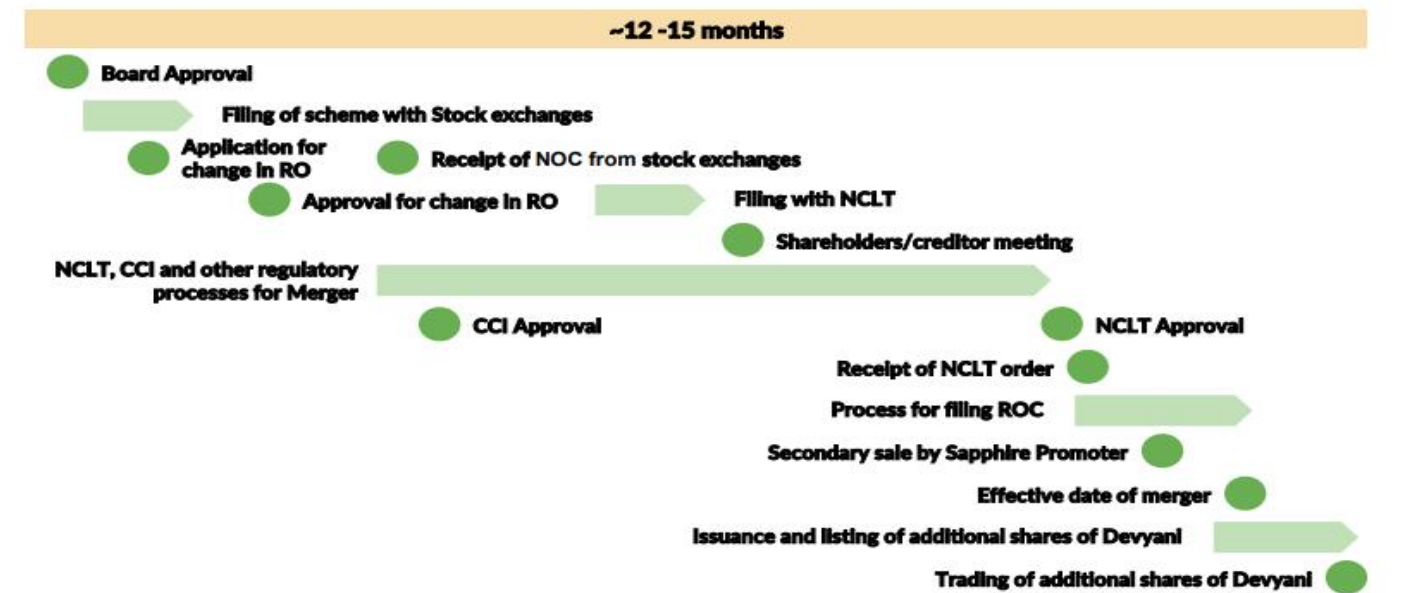 ~12 -15 months
Board Approval
Filing of scheme with Stock exchanges
Application for
change in RO
Receipt of NOC from stock exchanges
Approval for change in RO
Filing with NCLT
Shareholders/creditor meeting
NCLT, CCI and other regulatory
processes for Merger
CCI Approval
NCLT Approval
Receipt of NCLT order
Process for filing ROC
Secondary sale by Sapphire Promoter
Effective date of merger
Issuance and listing of additional shares of Devyani
Trading of additional shares of Devyani